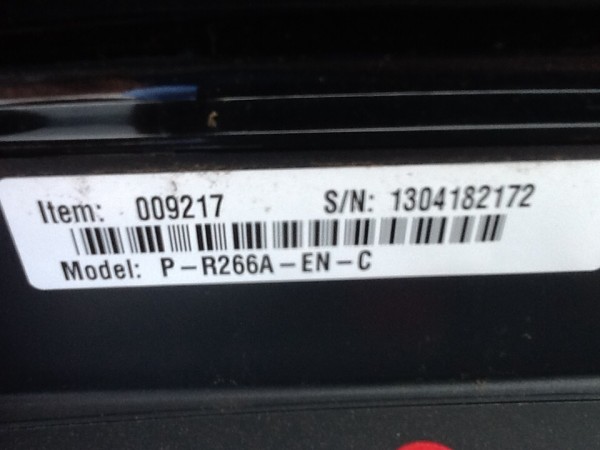 Item: 009217 S/N: 1304182172
Model: P-R266A-EN-C